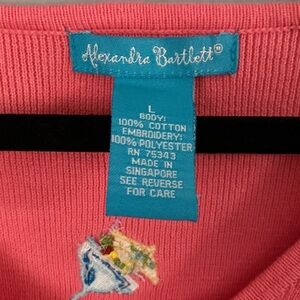 Alexandra Bartlett®
L
BODY:
100% COTTON
EMBROIDERY:
100% POLYESTER
RN 75343
MADE IN
SINGAPORE
SEE REVERSE
FOR CARE